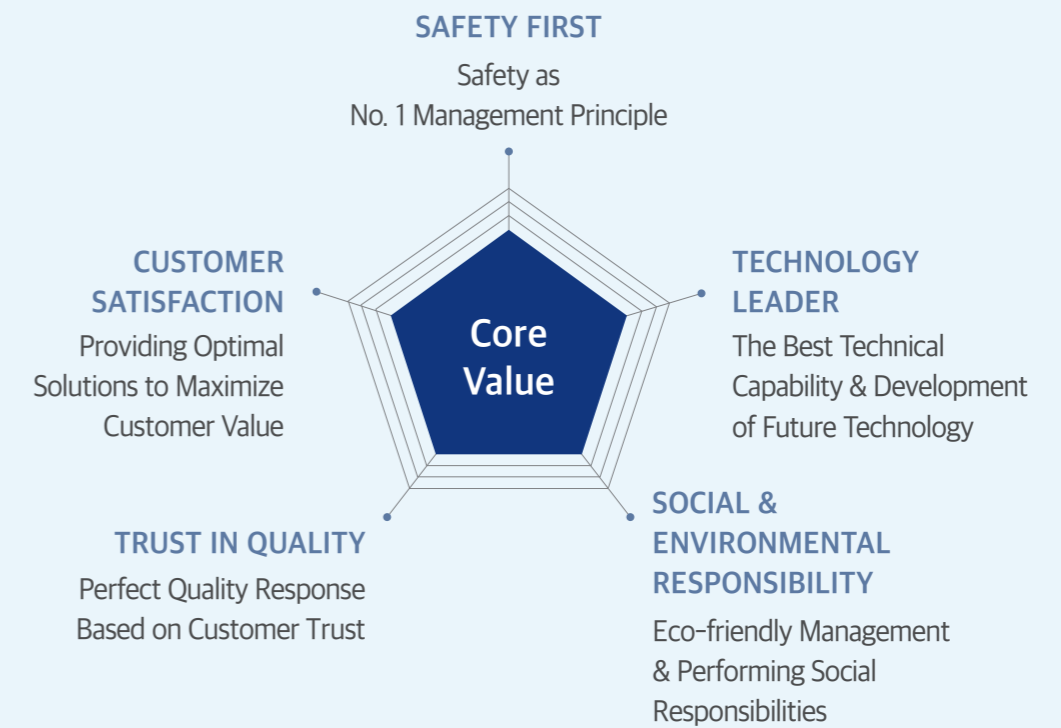 SAFETY FIRST
Safety as
No. 1 Management Principle
CUSTOMER
SATISFACTION
Providing Optimal
Solutions to Maximize
Customer Value
Core
Value
TECHNOLOGY
LEADER
The Best Technical
Capability & Development
of Future Technology
TRUST IN QUALITY
Perfect Quality Response
Based on Customer Trust
SOCIAL &
ENVIRONMENTAL
RESPONSIBILITY
Eco-friendly Management
& Performing Social
Responsibilities